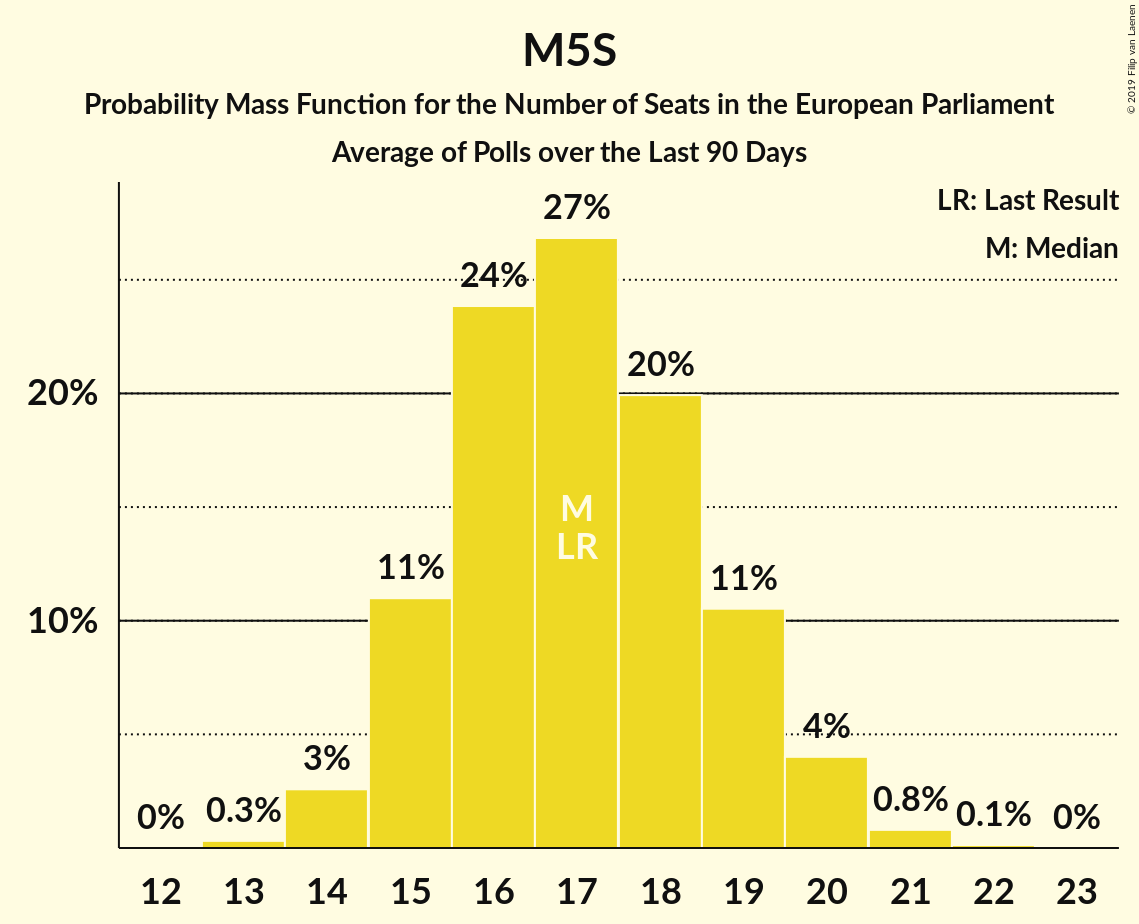 M5S
Probability Mass Function for the Number of Seats in the European Parliament
Average of Polls over the Last 90 Days
© 2019 Filip van Laenen
LR: Last Result
M: Median
27%
24%
20%
20%
M
LR
11%
11%
10%
4%
3%
0.8%
0.3%
0.1%
0%
0%
12 13 14 15 16 17 18 19 20 21 22 23